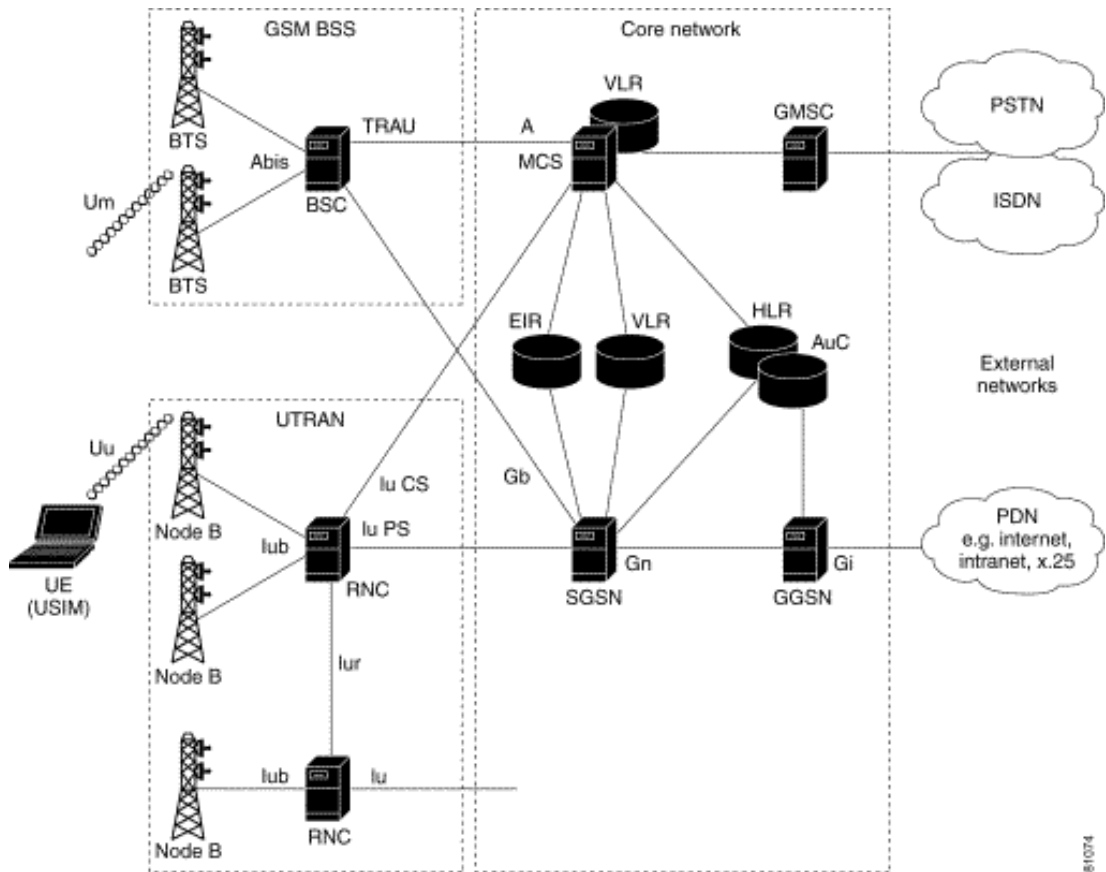 GSM BSS
Core network
VLR
GMSC
PSTN
BTS
TRAU
A
Abis
MCS
BSC
Um
ISDN
BTS
EIR
VLR
HLR
AuC
External
networks
UTRAN
Uu
Iu CS
Gb
Node B
Iu PS
PDN
e.g. internet,
intranet, x.25
Iub
Gn
Gi
UE
(USIM)
RNC
SGSN
GGSN
Node B
Iur
Iub
Iu
RNC
Node B
81074